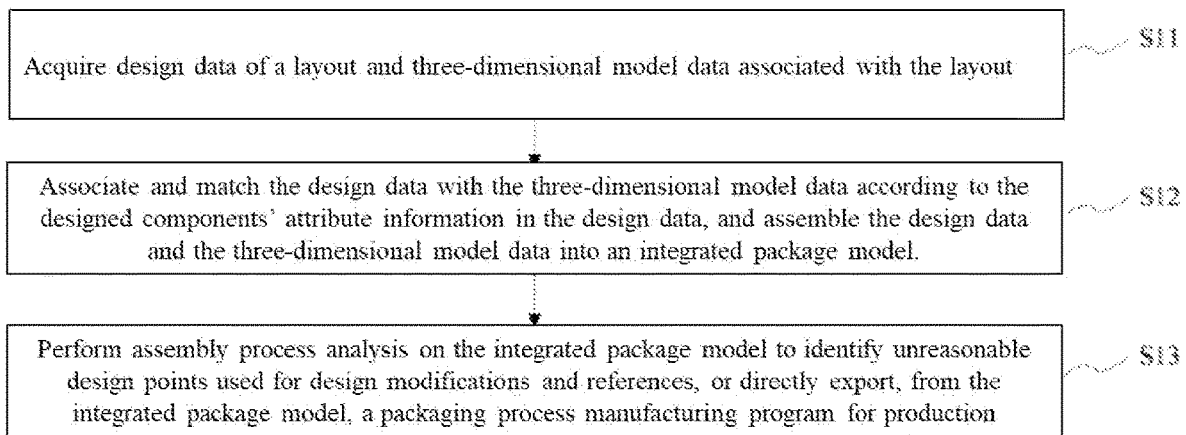 S11
Acquire design data of a layout and three-dimensional model data associated with the layout
Associate and match the design data with the three-dimensional model data according to the
S12
designed components’ attribute information in the design data, and assemble the design data
and the three-dimensional model data into an integrated package model.
Perform assembly process analysis on the integrated package model to identify unreasonable
S13
design points used for design modifications and references, or directly export, from the
integrated package model, a packaging process manufacturing program for production